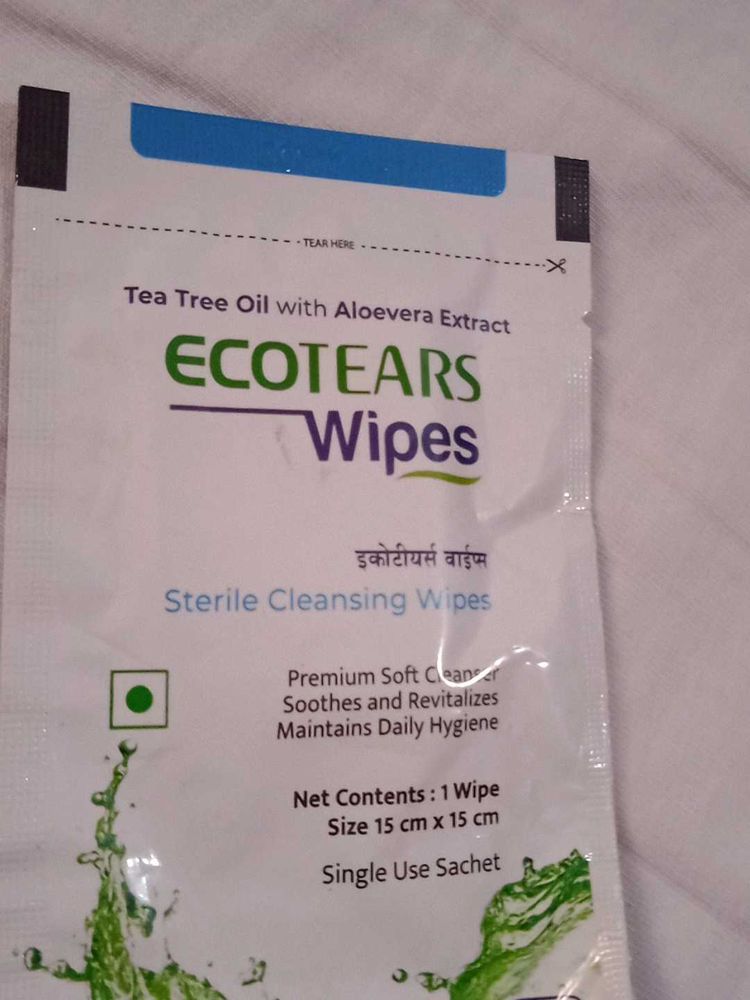 TEAR HERE
Tea Tree Oil with Aloevera Extract
ECOTEARS
Wipes
इकोटीयर्स वाईप्स
Sterile Cleansing Wipes
Premium Soft Cleanser
Soothes and Revitalizes
Maintains Daily Hygiene
Net Contents : 1 Wipe
Size 15 cm x 15 cm
Single Use Sachet